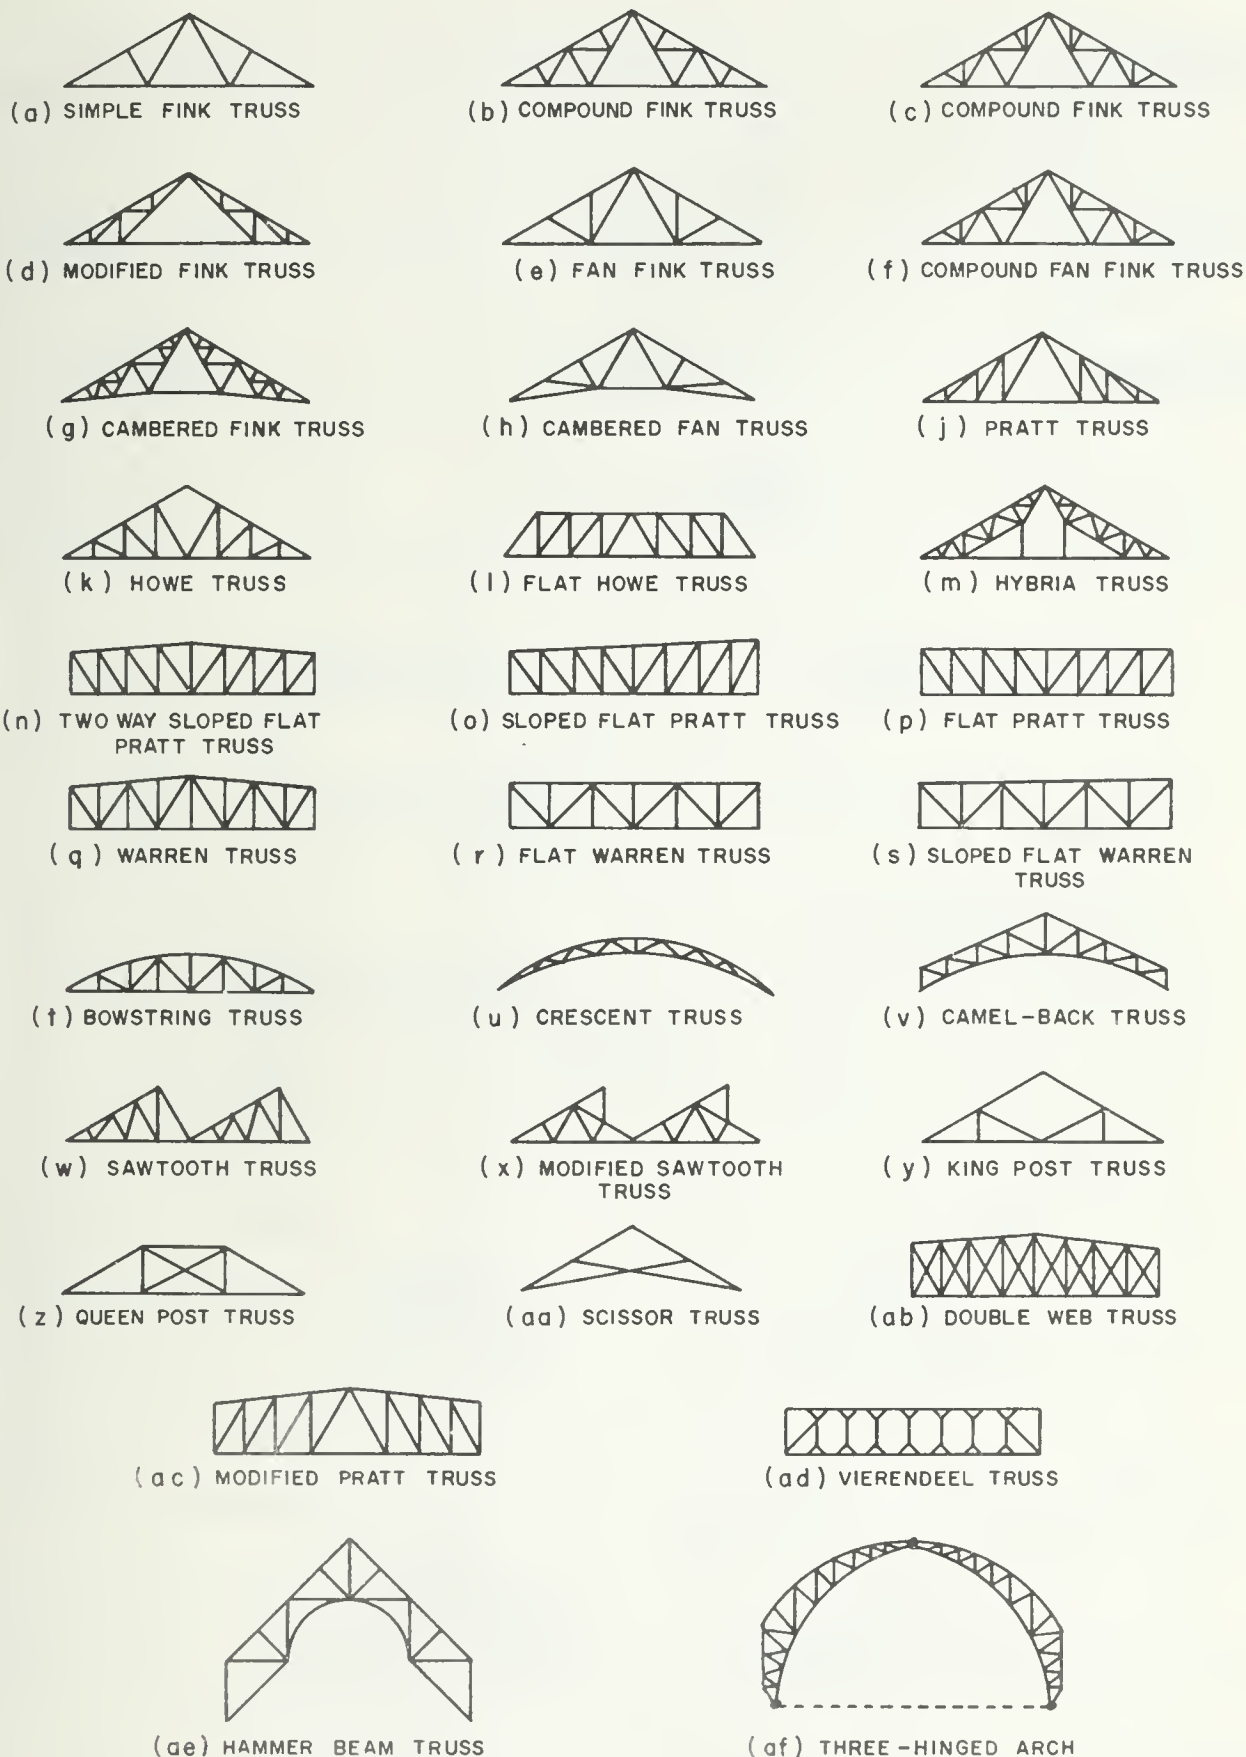 (a) SIMPLE FINK TRUSS
(b) COMPOUND FINK TRUSS
(c) COMPOUND FINK TRUSS
(d) MODIFIED FINK TRUSS
(e) FAN FINK TRUSS
(f) COMPOUND FAN FINK TRUSS
(g) CAMBERED FINK TRUSS
(h) CAMBERED FAN TRUSS
(j) PRATT TRUSS
(k) HOWE TRUSS
(l) FLAT HOWE TRUSS
(m) HYBRIA TRUSS
(n) TWO WAY SLOPED FLAT
PRATT TRUSS
(o) SLOPED FLAT PRATT TRUSS
(p) FLAT PRATT TRUSS
(q) WARREN TRUSS
(r) FLAT WARREN TRUSS
(s) SLOPED FLAT WARREN
TRUSS
(t) BOWSTRING TRUSS
(u) CRESCENT TRUSS
(v) CAMEL-BACK TRUSS
(w) SAWTOOTH TRUSS
(x) MODIFIED SAWTOOTH
TRUSS
(y) KING POST TRUSS
(z) QUEEN POST TRUSS
(aa) SCISSOR TRUSS
(ab) DOUBLE WEB TRUSS
(ac) MODIFIED PRATT TRUSS
(ad) VIERENDEEL TRUSS
(ae) HAMMER BEAM TRUSS
(af) THREE-HINGED ARCH